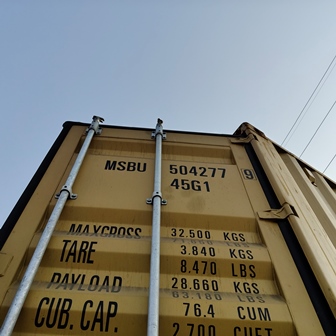 MSBU 504277 9
45G1
MAXGROSS 32.500 KGS
TARE 3.840 KGS
8.470 LBS
PAYLOAD 28.660 KGS
63.180 LBS
CUB. CAP. 76.4 CUM
2.700 CUFT